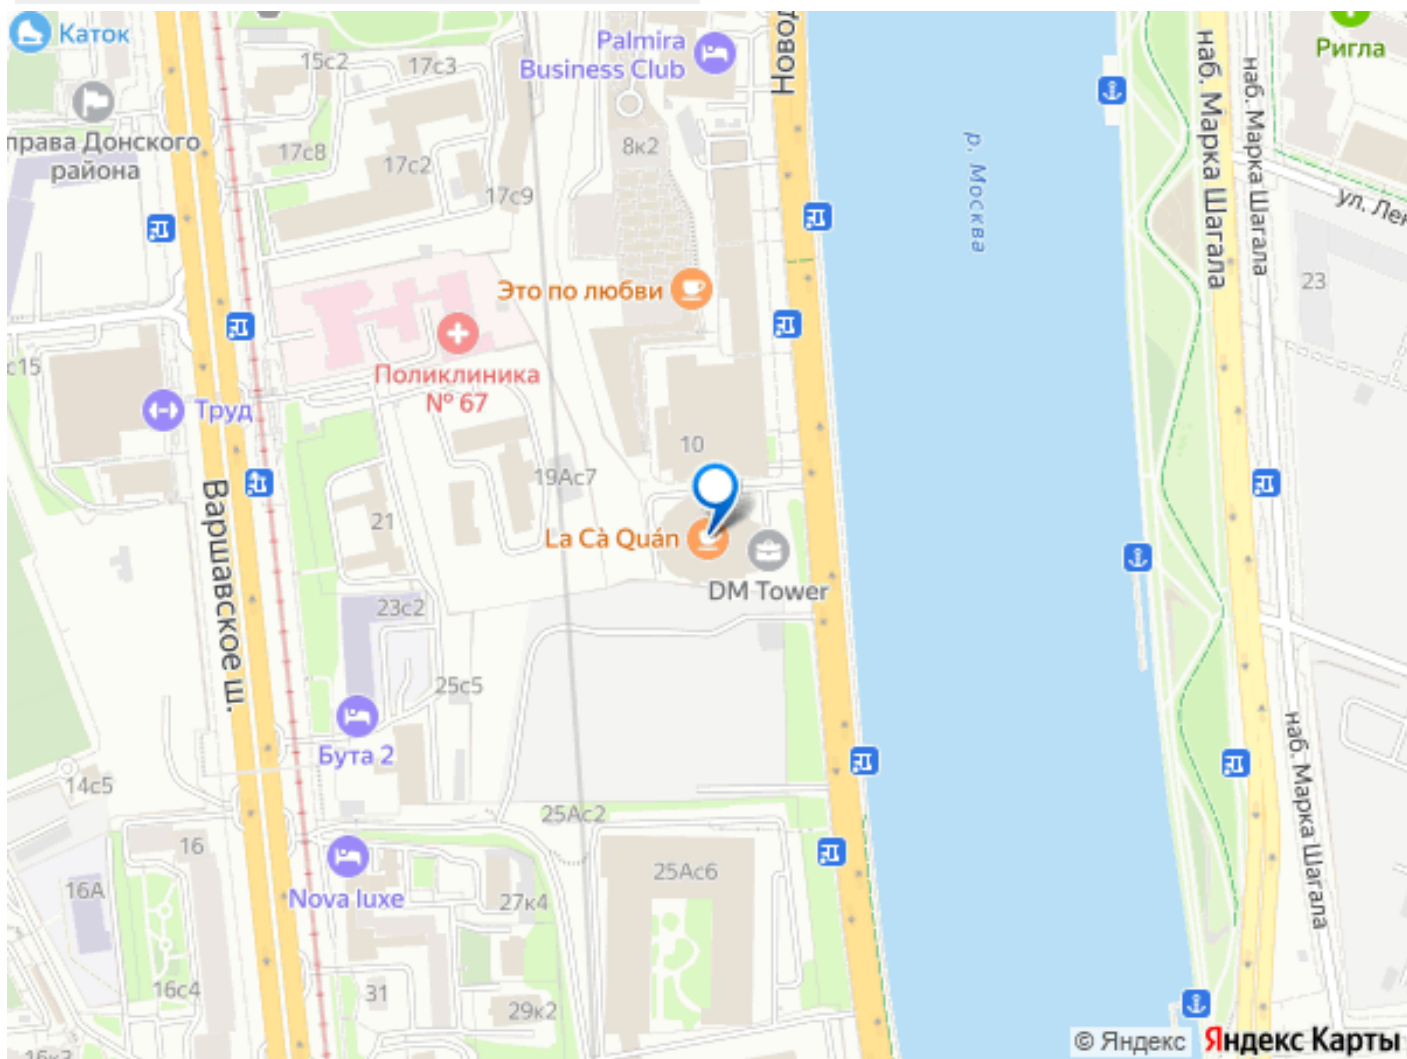 Каток
Palmira
Business Club
Новод
наб. Марка Шагала
наб. Марка Шагала
Ригла
15с2
17с3
права Донского
района
17с8
17с2
8к2
р. Москва
17с9
ул. Лен
23
Это по любви
с15
Поликлиника
№ 67
Труд
10
19Ас7
Варшавское ш.
21
La Cà Quán
DM Tower
23с2
25с5
Бута 2
наб. Марка Шагала
14с5
25Ас2
16
25Ас6
16А
Nova luxe
27к4
16с4
31
29к2
16к3
© Яндекс Яндекс Карты